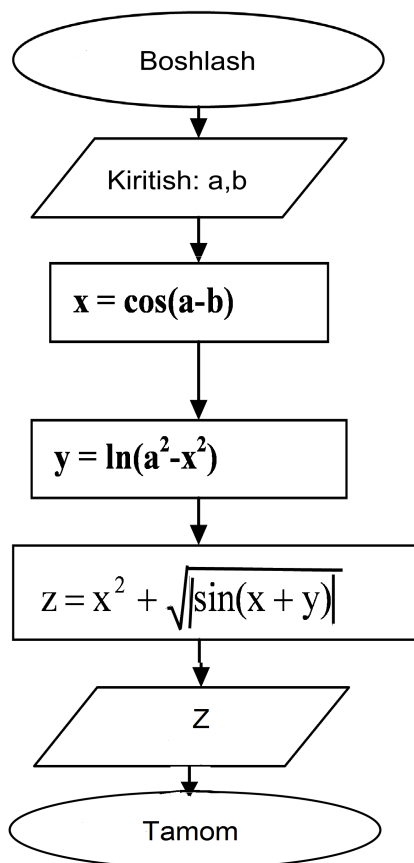 Boshlash
Kiritish: a,b
x = cos(a-b)
y = ln(a²-x²)
z = x² + √|sin(x + y)|
Z
Tamom